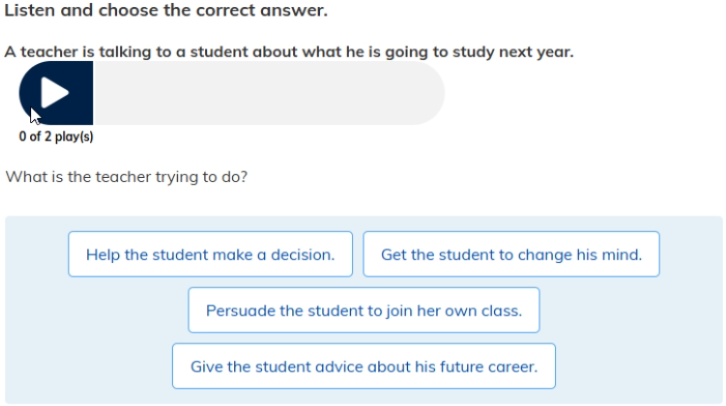 Listen and choose the correct answer.
A teacher is talking to a student about what he is going to study next year.
0 of 2 play(s)
What is the teacher trying to do?
Help the student make a decision.
Get the student to change his mind.
Persuade the student to join her own class.
Give the student advice about his future career.